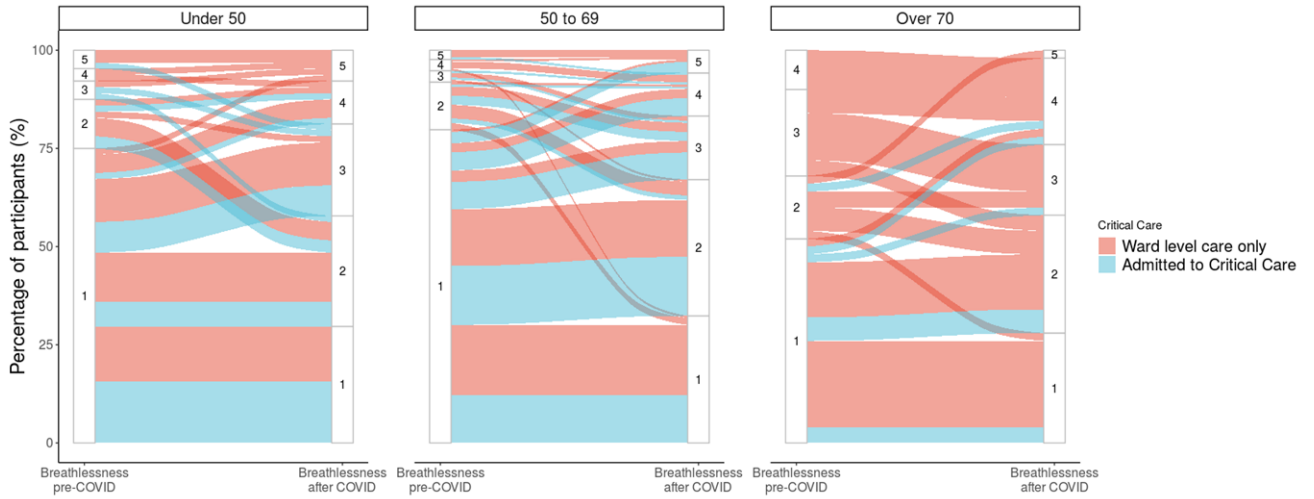 Under 50
50 to 69
Over 70
Percentage of participants (%)
100
75
50
25
0
5
4
3
2
1
5
4
3
2
1
5
4
3
2
1
5
4
3
2
1
4
3
2
1
5
4
3
2
1
Breathlessness
pre-COVID
Breathlessness
after COVID
Breathlessness
pre-COVID
Breathlessness
after COVID
Breathlessness
pre-COVID
Breathlessness
after COVID
Critical Care
Ward level care only
Admitted to Critical Care